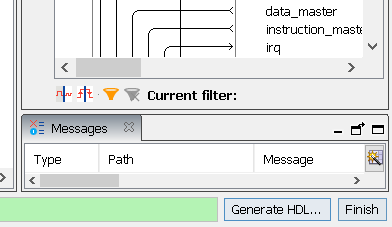 data_master
instruction_maste
irq
Current filter:
Messages
Type Path Message
Generate HDL... Finish